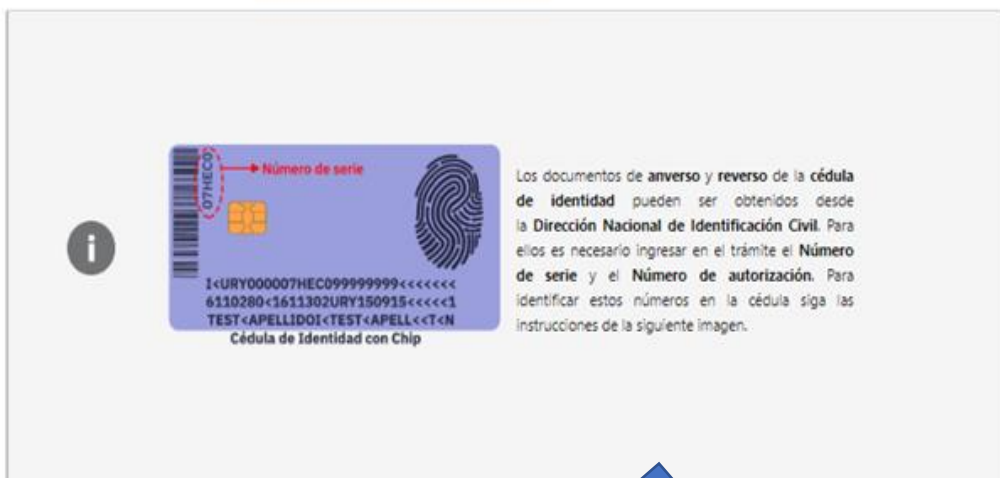 07HEC0
Número de serie
I<URY000007HEC099999999<<<<<<<
6110280<1611302URY150915<<<<<1
TEST<APELLIDOI<TEST<APELL<<T<N
Cédula de Identidad con Chip
i
Los documentos de anverso y reverso de la cédula
de identidad pueden ser obtenidos desde
la Dirección Nacional de Identificación Civil. Para
ellos es necesario ingresar en el trámite el Número
de serie y el Número de autorización. Para
identificar estos números en la cédula siga las
instrucciones de la siguiente imagen.